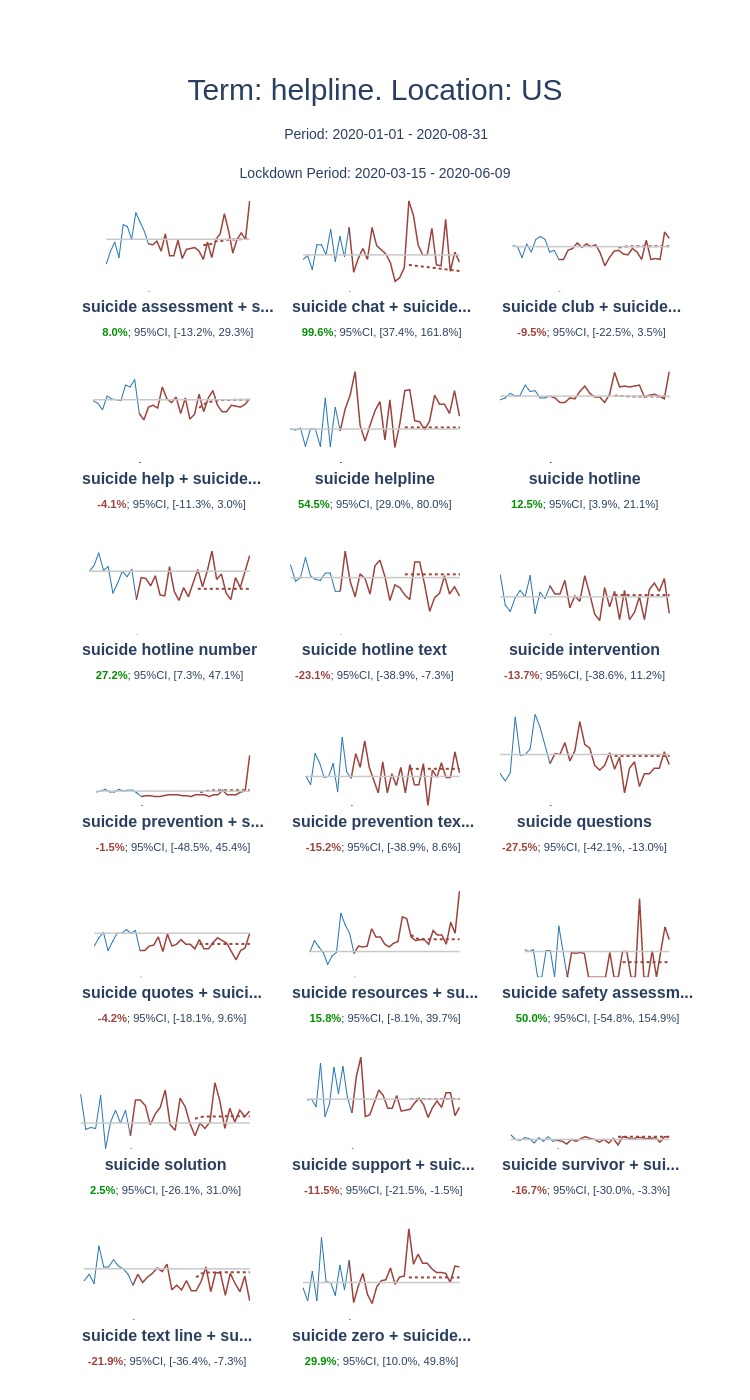 Term: helpline. Location: US
Period: 2020-01-01 - 2020-08-31
Lockdown Period: 2020-03-15 - 2020-06-09
suicide assessment + s... suicide chat + suicide... suicide club + suicide...
8.0%; 95%CI, [-13.2%, 29.3%] 99.6%; 95%CI, [37.4%, 161.8%] -9.5%; 95%CI, [-22.5%, 3.5%]
suicide help + suicide... suicide helpline suicide hotline
-4.1%; 95%CI, [-11.3%, 3.0%] 54.5%; 95%CI, [29.0%, 80.0%] 12.5%; 95%CI, [3.9%, 21.1%]
suicide hotline number suicide hotline text suicide intervention
27.2%; 95%CI, [7.3%, 47.1%] -23.1%; 95%CI, [-38.9%, -7.3%] -13.7%; 95%CI, [-38.6%, 11.2%]
suicide prevention + s... suicide prevention tex... suicide questions
-1.5%; 95%CI, [-48.5%, 45.4%] -15.2%; 95%CI, [-38.9%, 8.6%] -27.5%; 95%CI, [-42.1%, -13.0%]
suicide quotes + suici... suicide resources + su... suicide safety assessm...
-4.2%; 95%CI, [-18.1%, 9.6%] 15.8%; 95%CI, [-8.1%, 39.7%] 50.0%; 95%CI, [-54.8%, 154.9%]
suicide solution suicide support + suic... suicide survivor + sui...
2.5%; 95%CI, [-26.1%, 31.0%] -11.5%; 95%CI, [-21.5%, -1.5%] -16.7%; 95%CI, [-30.0%, -3.3%]
suicide text line + su... suicide zero + suicide...
-21.9%; 95%CI, [-36.4%, -7.3%] 29.9%; 95%CI, [10.0%, 49.8%]